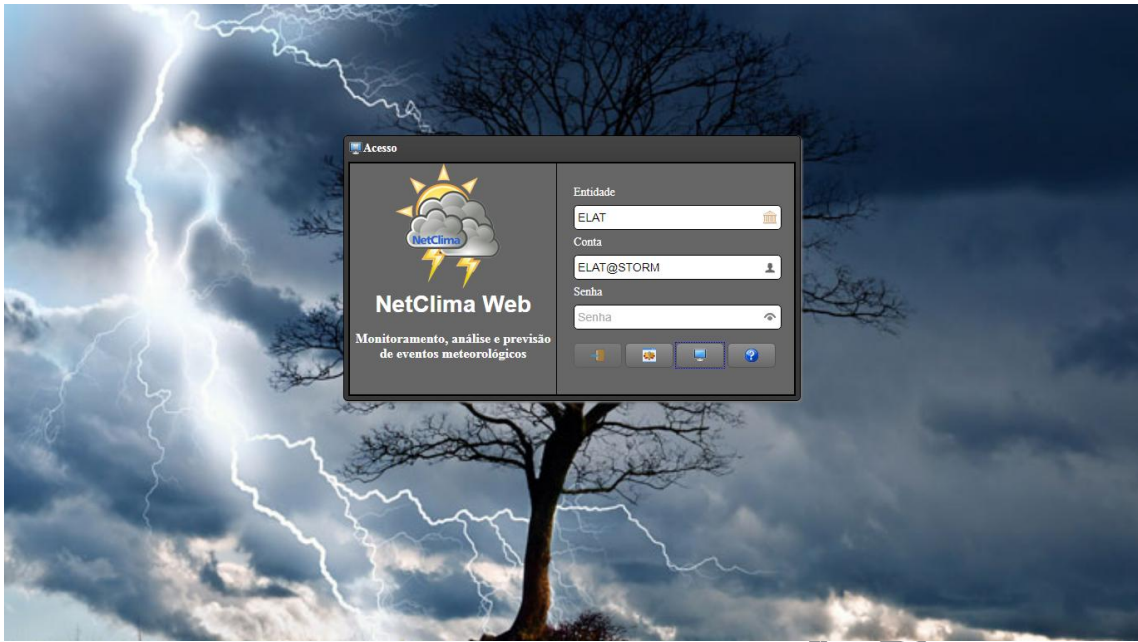 Acesso
NetClima
NetClima Web
Monitoramento, análise e previsão
de eventos meteorológicos
Entidade
ELAT
Conta
ELAT@STORM
Senha
Senha